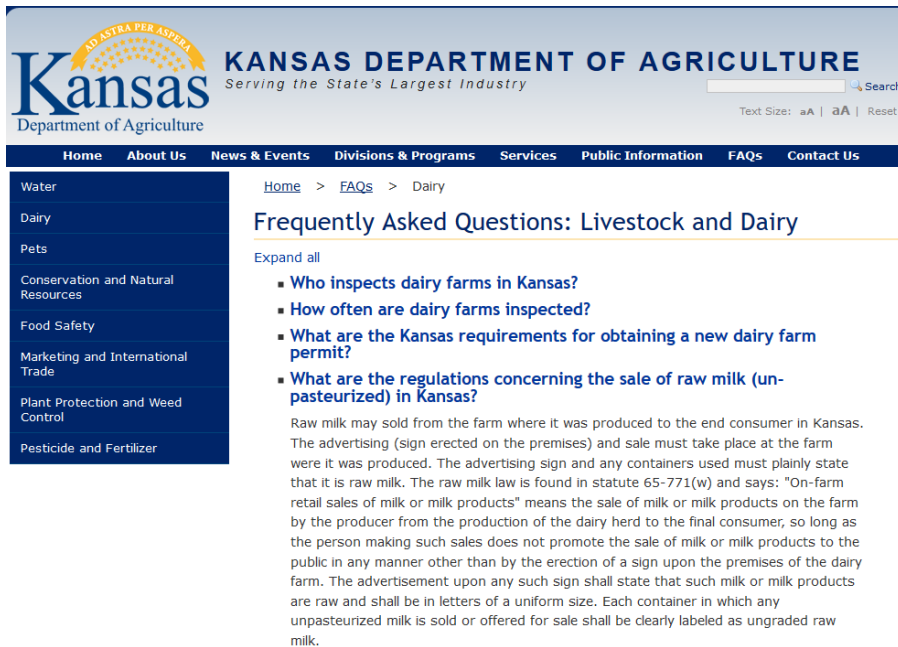 AD ASTRA PER ASPERA
Kansas
Department of Agriculture
KANSAS DEPARTMENT OF AGRICULTURE
Serving the State's Largest Industry
Search
Text Size: aA | aA | Reset
Home About Us News & Events Divisions & Programs Services Public Information FAQs Contact Us
Water
Dairy
Pets
Conservation and Natural
Resources
Food Safety
Marketing and International
Trade
Plant Protection and Weed
Control
Pesticide and Fertilizer
Home > FAQs > Dairy
Frequently Asked Questions: Livestock and Dairy
Expand all
Who inspects dairy farms in Kansas?
How often are dairy farms inspected?
What are the Kansas requirements for obtaining a new dairy farm
permit?
What are the regulations concerning the sale of raw milk (un-
pasteurized) in Kansas?
Raw milk may sold from the farm where it was produced to the end consumer in Kansas.
The advertising (sign erected on the premises) and sale must take place at the farm
were it was produced. The advertising sign and any containers used must plainly state
that it is raw milk. The raw milk law is found in statute 65-771(w) and says: "On-farm
retail sales of milk or milk products" means the sale of milk or milk products on the farm
by the producer from the production of the dairy herd to the final consumer, so long as
the person making such sales does not promote the sale of milk or milk products to the
public in any manner other than by the erection of a sign upon the premises of the dairy
farm. The advertisement upon any such sign shall state that such milk or milk products
are raw and shall be in letters of a uniform size. Each container in which any
unpasteurized milk is sold or offered for sale shall be clearly labeled as ungraded raw
milk.